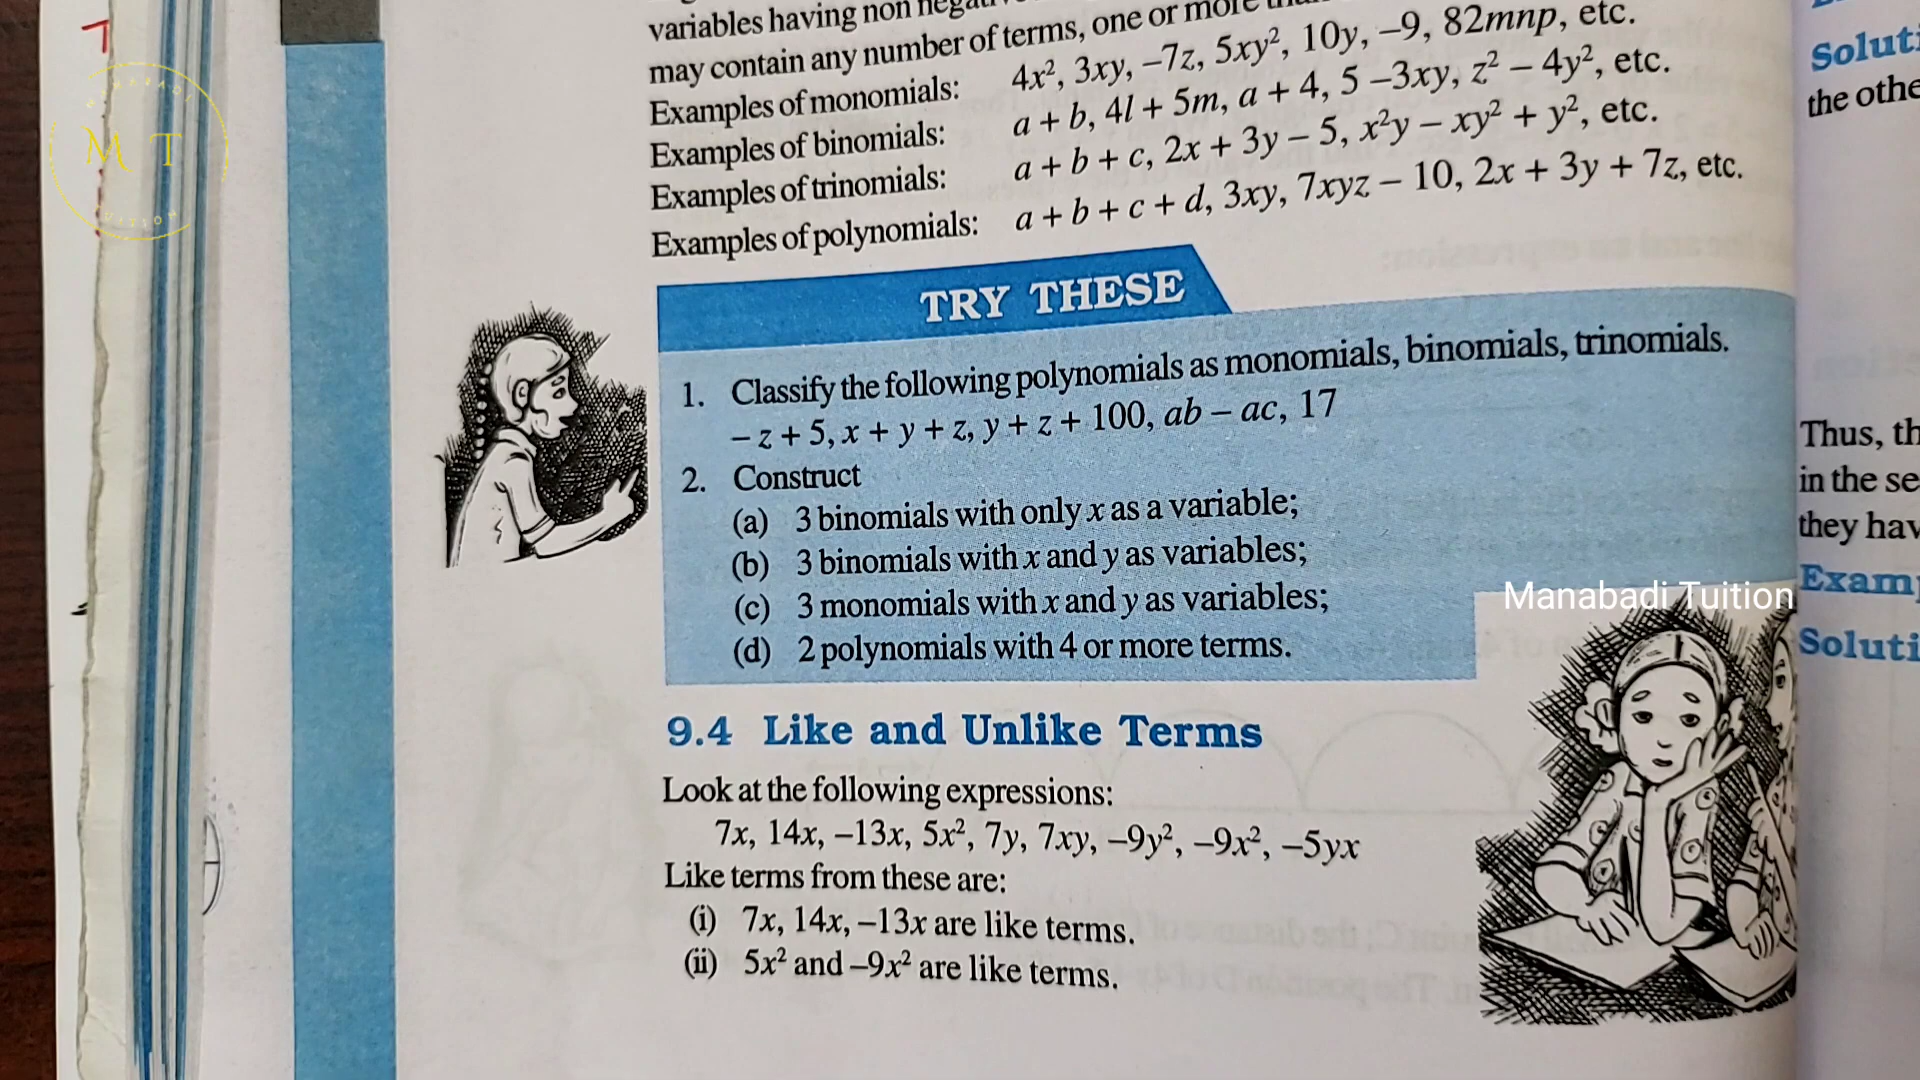 variables having non
may contain any number of terms, one or more
Examples of monomials: 4x², 3xy, –7z, 5xy², 10y, –9, 82mnp, etc.
Examples of binomials: a + b, 4l + 5m, a + 4, 5 –3xy, z² – 4y², etc.
Examples of trinomials: a + b + c, 2x + 3y – 5, x²y – xy² + y², etc.
Examples of polynomials: a + b + c + d, 3xy, 7xyz – 10, 2x + 3y + 7z, etc.
TRY THESE
1. Classify the following polynomials as monomials, binomials, trinomials.
– z + 5, x + y + z, y + z + 100, ab – ac, 17
2. Construct
(a) 3 binomials with only x as a variable;
(b) 3 binomials with x and y as variables;
(c) 3 monomials with x and y as variables;
(d) 2 polynomials with 4 or more terms.
9.4 Like and Unlike Terms
Look at the following expressions:
7x, 14x, –13x, 5x², 7y, 7xy, –9y², –9x², –5yx
Like terms from these are:
(i) 7x, 14x, –13x are like terms.
(ii) 5x² and –9x² are like terms.
Manabadi Tuition
M T
MANABADI
TUITION
Soluti
the othe
Thus, th
in the se
they hav
Examp
Soluti